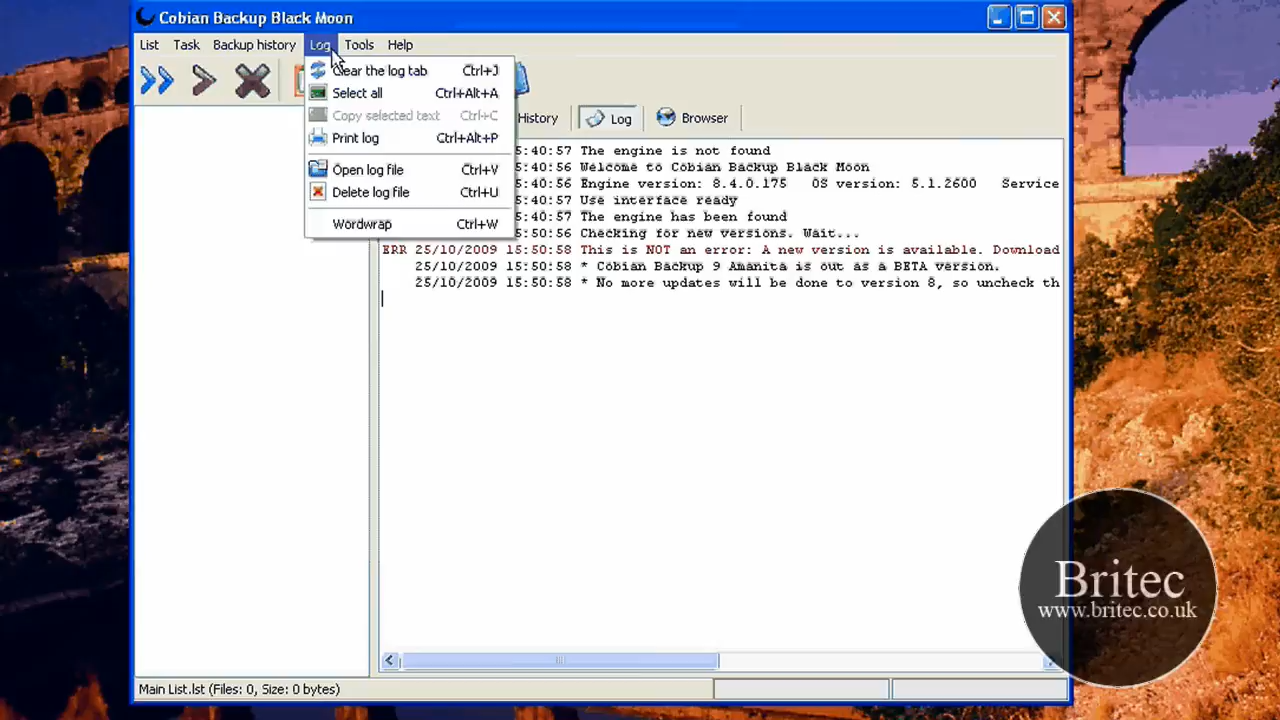 Cobian Backup Black Moon
List Task Backup history Log Tools Help
Clear the log tab Ctrl+J
Select all Ctrl+Alt+A
Copy selected text Ctrl+C
Print log Ctrl+Alt+P
Open log file Ctrl+V
Delete log file Ctrl+U
Wordwrap Ctrl+W
History Log Browser
5:40:57 The engine is not found
5:40:56 Welcome to Cobian Backup Black Moon
5:40:56 Engine version: 8.4.0.175 OS version: 5.1.2600 Service
5:40:57 Use interface ready
5:40:57 The engine has been found
5:50:56 Checking for new versions. Wait...
ERR 25/10/2009 15:50:58 This is NOT an error: A new version is available. Download
25/10/2009 15:50:58 * Cobian Backup 9 Amanita is out as a BETA version.
25/10/2009 15:50:58 * No more updates will be done to version 8, so uncheck th
Britec
www.britec.co.uk
Main List.lst (Files: 0, Size: 0 bytes)